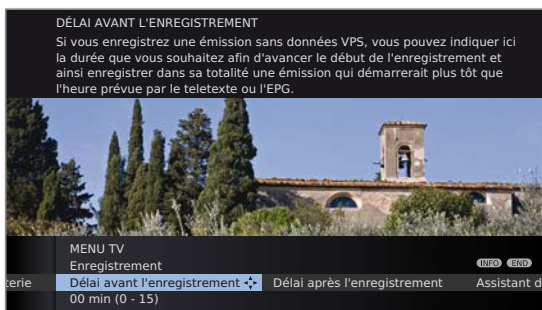 DÉLAI AVANT L'ENREGISTREMENT
Si vous enregistrez une émission sans données VPS, vous pouvez indiquer ici
la durée que vous souhaitez afin d'avancer le début de l'enregistrement et
ainsi enregistrer dans sa totalité une émission qui démarrerait plus tôt que
l'heure prévue par le teletexte ou l'EPG.
MENU TV
Enregistrement
INFO END
terie Délai avant l'enregistrement Délai après l'enregistrement Assistant d
00 min (0 - 15)